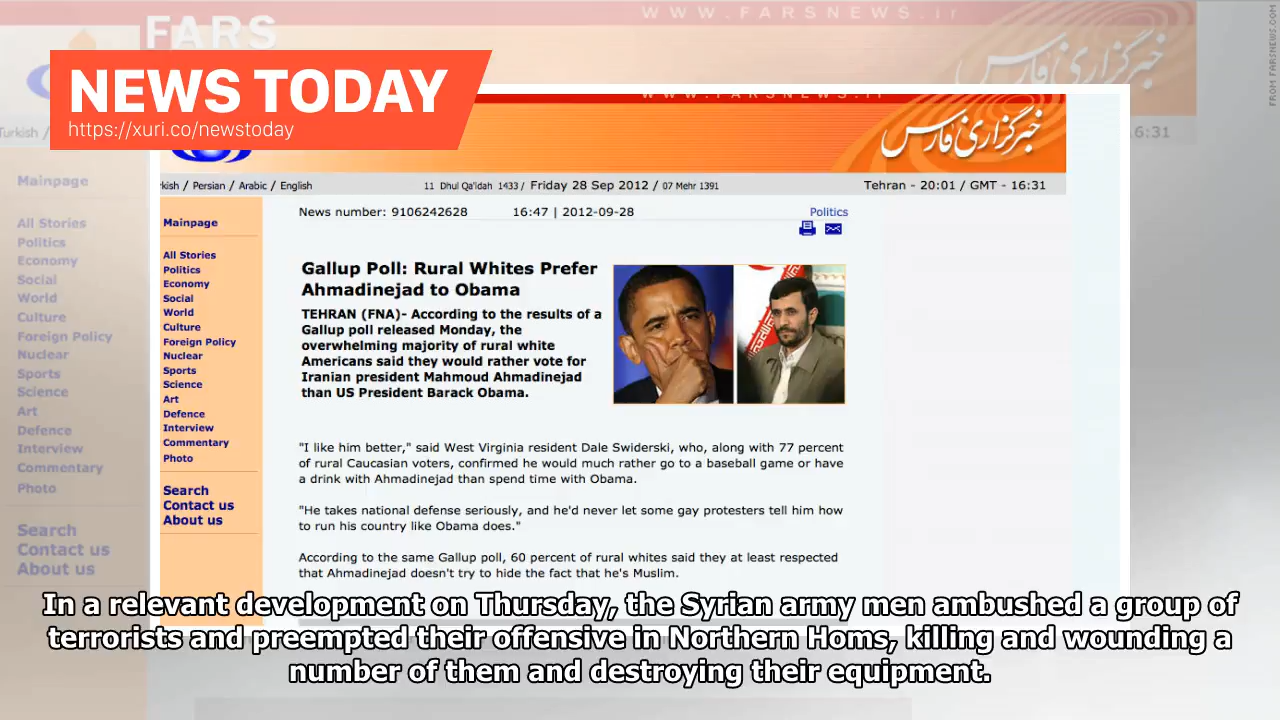 WWW.FARSNEWS.ir
FARS
خبرگزاری فارس
FROM FARSNEWS.COM
NEWS TODAY
https://xuri.co/newstoday
WWW.FARSNEWS.ir
خبرگزاری فارس
Turkish /
16:31
rkish / Persian / Arabic / English
11 Dhul Qa'idah 1433 / Friday 28 Sep 2012 / 07 Mehr 1391
Tehran - 20:01 / GMT - 16:31
Mainpage
All Stories
Politics
Economy
Social
World
Culture
Foreign Policy
Nuclear
Sports
Science
Art
Defence
Interview
Commentary
Photo
Search
Contact us
About us
Mainpage
All Stories
Politics
Economy
Social
World
Culture
Foreign Policy
Nuclear
Sports
Science
Art
Defence
Interview
Commentary
Photo
Search
Contact us
About us
News number: 9106242628
16:47 | 2012-09-28
Politics
Gallup Poll: Rural Whites Prefer
Ahmadinejad to Obama
TEHRAN (FNA)- According to the results of a
Gallup poll released Monday, the
overwhelming majority of rural white
Americans said they would rather vote for
Iranian president Mahmoud Ahmadinejad
than US President Barack Obama.
"I like him better," said West Virginia resident Dale Swiderski, who, along with 77 percent
of rural Caucasian voters, confirmed he would much rather go to a baseball game or have
a drink with Ahmadinejad than spend time with Obama.
"He takes national defense seriously, and he'd never let some gay protesters tell him how
to run his country like Obama does."
According to the same Gallup poll, 60 percent of rural whites said they at least respected
that Ahmadinejad doesn't try to hide the fact that he's Muslim.
In a relevant development on Thursday, the Syrian army men ambushed a group of
terrorists and preempted their offensive in Northern Homs, killing and wounding a
number of them and destroying their equipment.